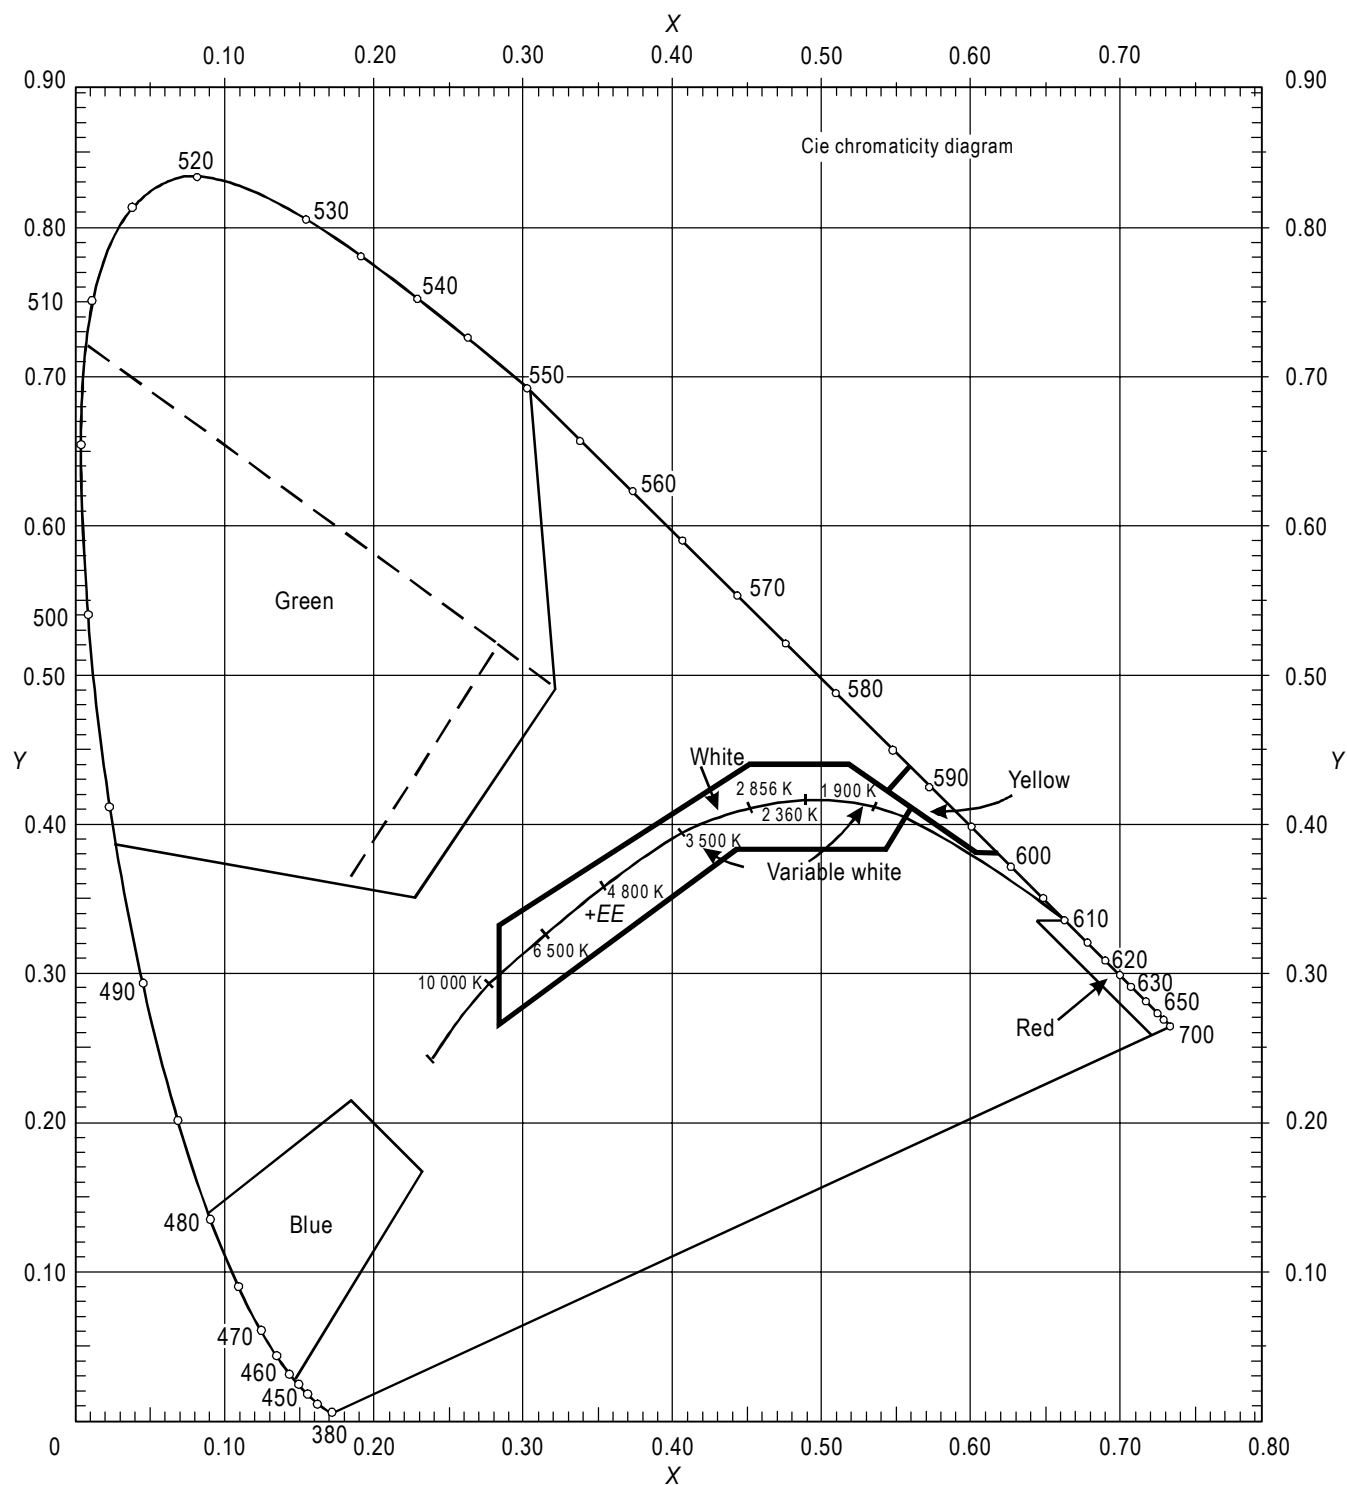 X
0.10 0.20 0.30 0.40 0.50 0.60 0.70
0.90 0.90
Cie chromaticity diagram
520
530
0.80 0.80
540
510
550
0.70 0.70
560
0.60 0.60
570
Green
500
0.50 580 0.50
White
Y Y
590 Yellow
2 856 K 1 900 K
2 360 K
0.40 0.40
3 500 K
600
Variable white
4 800 K
+EE
610
6 500 K
620
0.30 0.30
10 000 K
630
490
650
Red
700
0.20 0.20
480 Blue
0.10 0.10
470
460
450
380
0 0.10 0.20 0.30 0.40 0.50 0.60 0.70 0.80
X